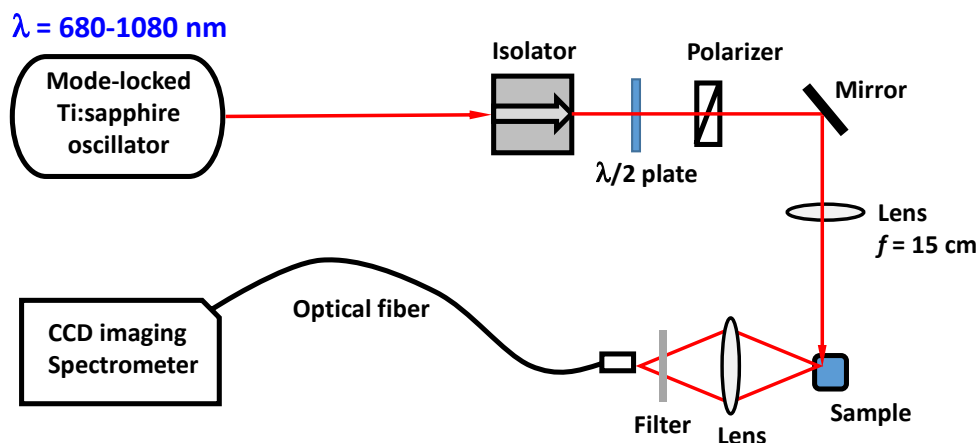 λ = 680-1080 nm
Mode-locked
Ti:sapphire
oscillator
Isolator
Polarizer
Mirror
λ/2 plate
Lens
f = 15 cm
Optical fiber
CCD imaging
Spectrometer
Filter
Lens
Sample